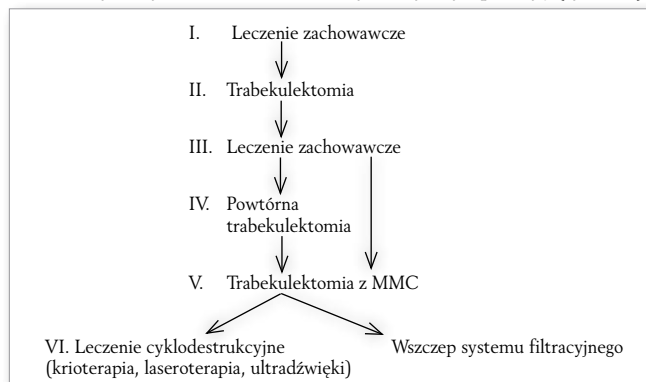 I. Leczenie zachowawcze
II. Trabekulektomia
III. Leczenie zachowawcze
IV. Powtórna
trabekulektomia
V. Trabekulektomia z MMC
VI. Leczenie cyklodestrukcyjne
(krioterapia, laseroterapia, ultradźwięki)
Wszczep systemu filtracyjnego